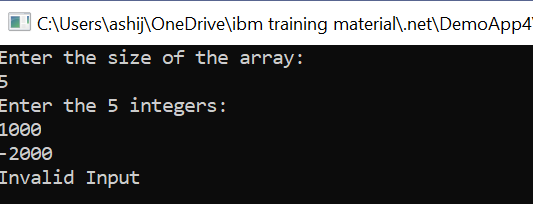 C:\Users\ashij\OneDrive\ibm training material\.net\DemoApp4\
Enter the size of the array:
5
Enter the 5 integers:
1000
-2000
Invalid Input